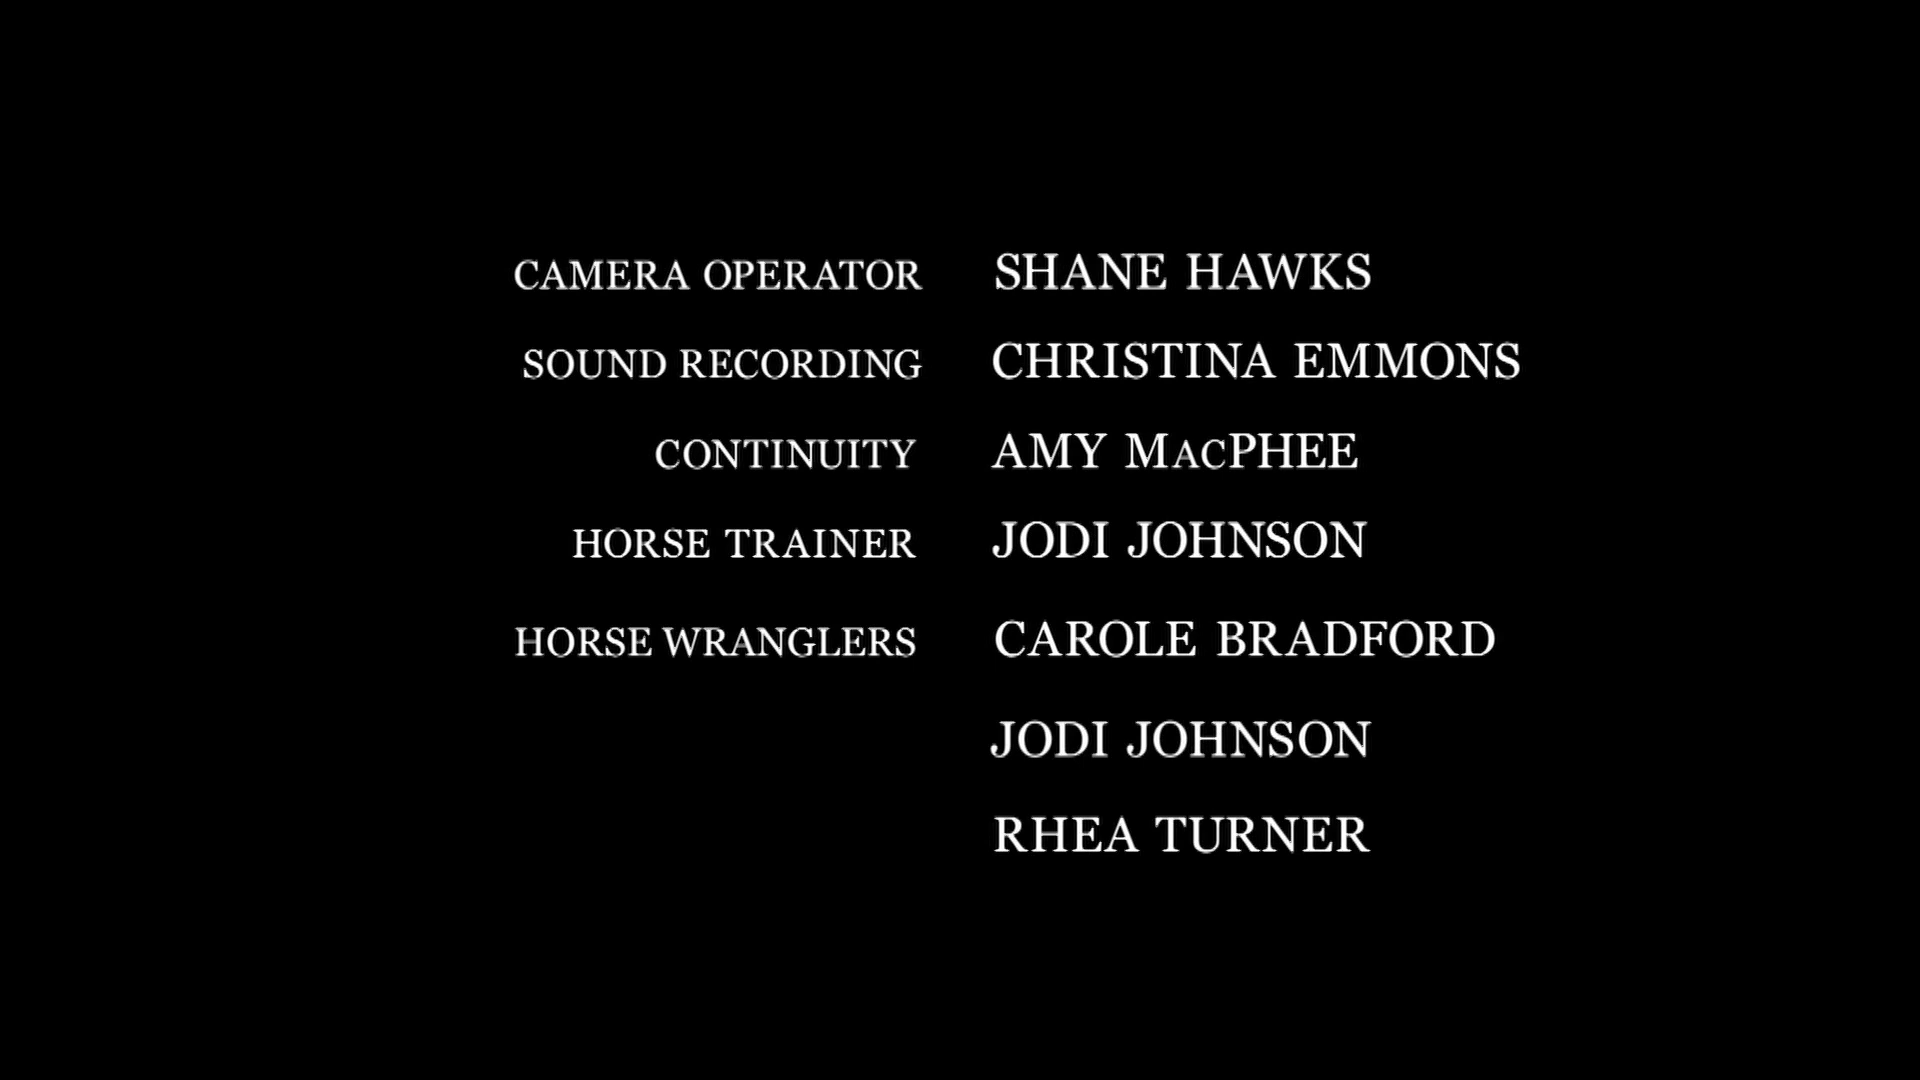 CAMERA OPERATOR SHANE HAWKS
SOUND RECORDING CHRISTINA EMMONS
CONTINUITY AMY MACPHEE
HORSE TRAINER JODI JOHNSON
HORSE WRANGLERS CAROLE BRADFORD
JODI JOHNSON
RHEA TURNER